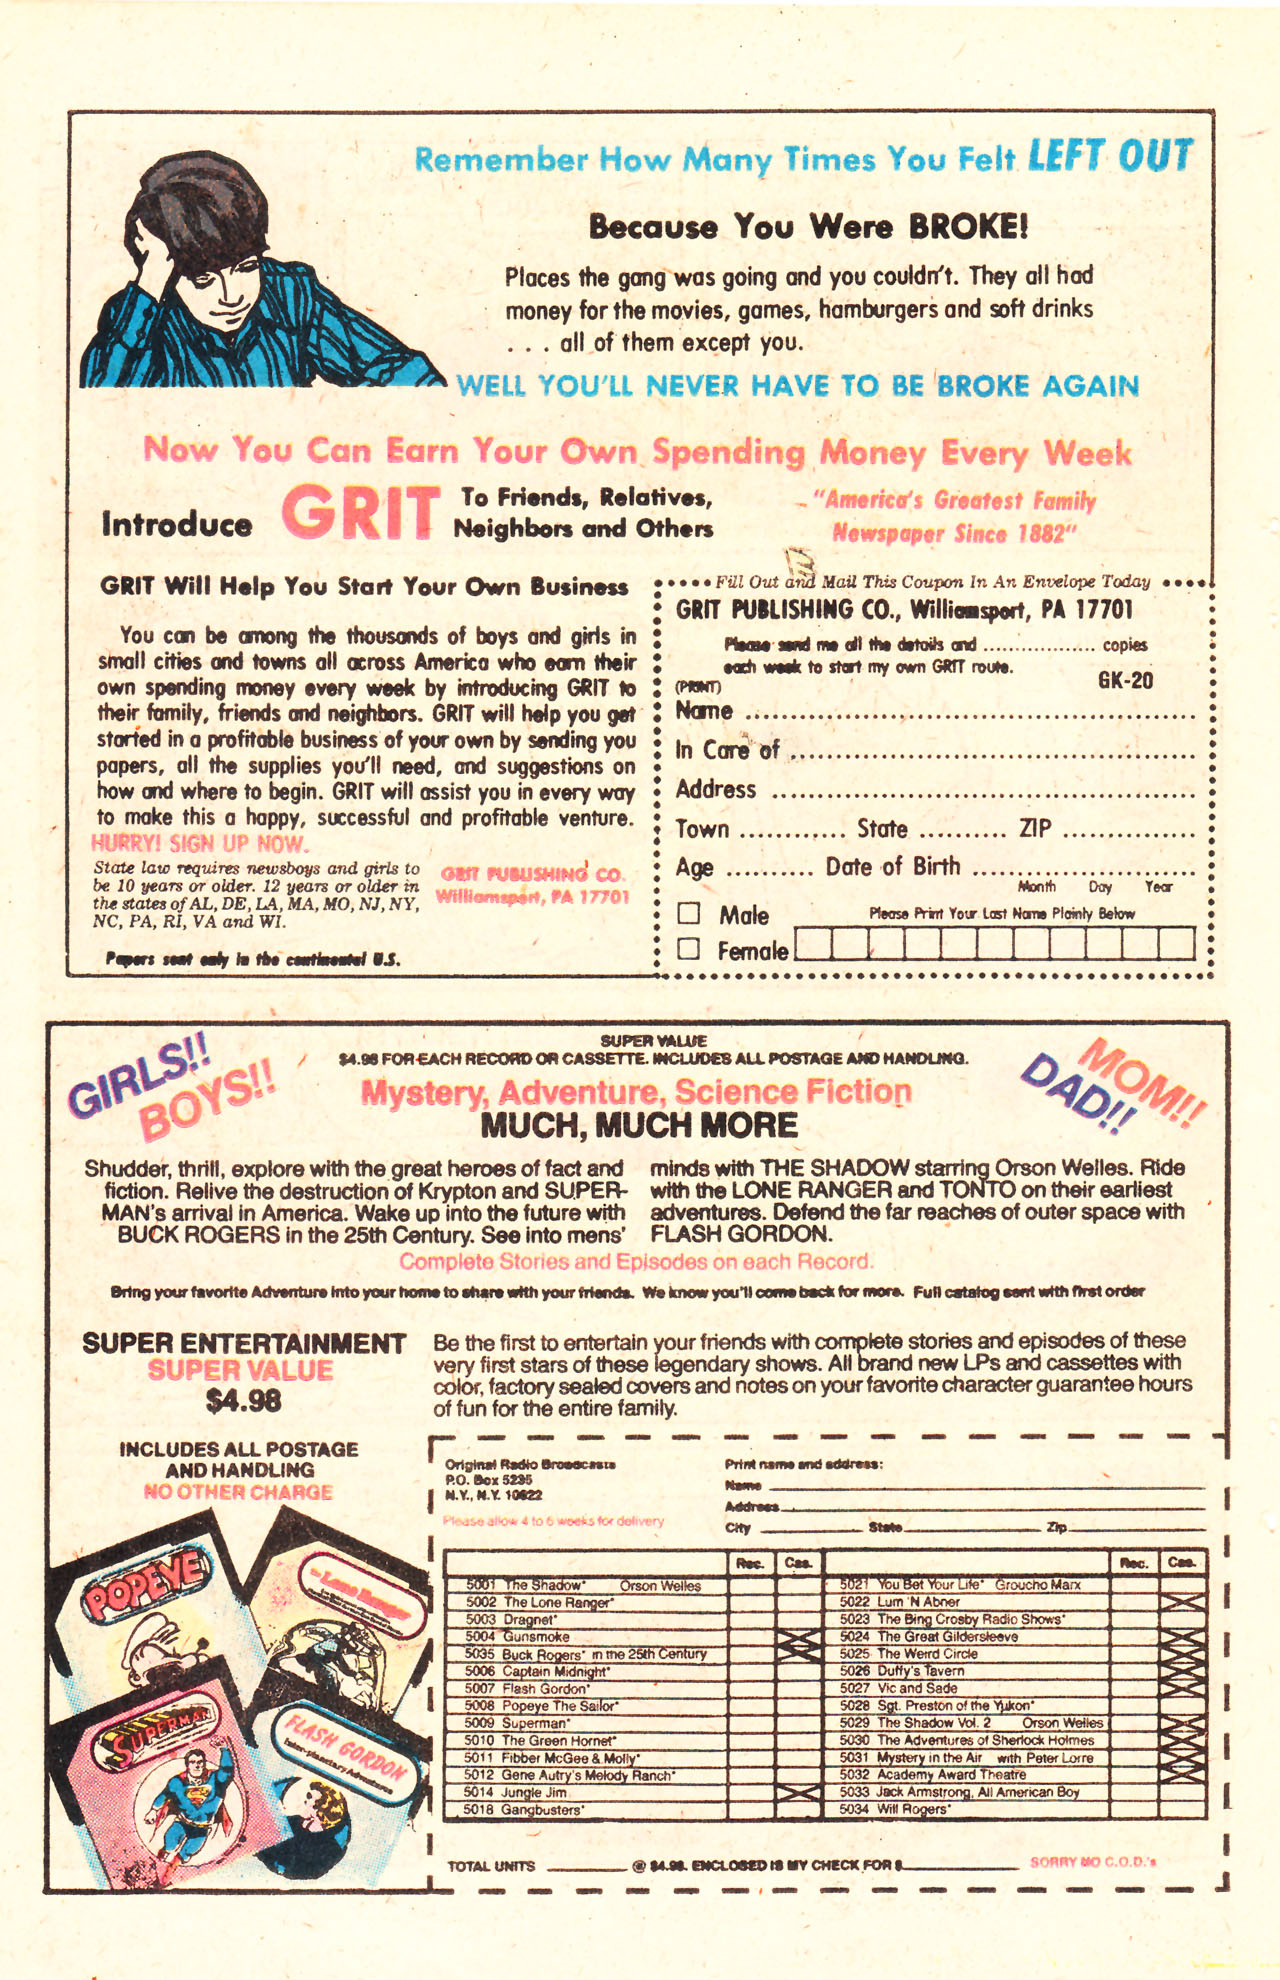 Remember How Many Times You Felt LEFT OUT
Because You Were BROKE!
Places the gang was going and you couldn't. They all had
money for the movies, games, hamburgers and soft drinks
. . . all of them except you.
WELL YOU'LL NEVER HAVE TO BE BROKE AGAIN
Now You Can Earn Your Own Spending Money Every Week
Introduce GRIT To Friends, Relatives,
Neighbors and Others
"America's Greatest Family
Newspaper Since 1882"
GRIT Will Help You Start Your Own Business
You can be among the thousands of boys and girls in
small cities and towns all across America who earn their
own spending money every week by introducing GRIT to
their family, friends and neighbors. GRIT will help you get
started in a profitable business of your own by sending you
papers, all the supplies you'll need, and suggestions on
how and where to begin. GRIT will assist you in every way
to make this a happy, successful and profitable venture.
HURRY! SIGN UP NOW.
State law requires newsboys and girls to
be 10 years or older. 12 years or older in
the states of AL, DE, LA, MA, MO, NJ, NY,
NC, PA, RI, VA and WI.
GRIT PUBLISHING CO.
Williamsport, PA 17701
Papers sent only in the continental U.S.
Fill Out and Mail This Coupon In An Envelope Today
GRIT PUBLISHING CO., Williamsport, PA 17701
Please send me all the details and .................. copies
each week to start my own GRIT route.
GK-20
(PRINT)
Name
In Care of
Address
Town ............ State .......... ZIP ...............
Age .......... Date of Birth .........................
Month Day Year
Male
Please Print Your Last Name Plainly Below
Female
GIRLS!!
BOYS!!
SUPER VALUE
$4.98 FOR EACH RECORD OR CASSETTE. INCLUDES ALL POSTAGE AND HANDLING.
Mystery, Adventure, Science Fiction
MUCH, MUCH MORE
MOM!!
DAD!!
Shudder, thrill, explore with the great heroes of fact and
fiction. Relive the destruction of Krypton and SUPER-
MAN's arrival in America. Wake up into the future with
BUCK ROGERS in the 25th Century. See into mens'
minds with THE SHADOW starring Orson Welles. Ride
with the LONE RANGER and TONTO on their earliest
adventures. Defend the far reaches of outer space with
FLASH GORDON.
Complete Stories and Episodes on each Record.
Bring your favorite Adventure into your home to share with your friends. We know you'll come back for more. Full catalog sent with first order
SUPER ENTERTAINMENT
SUPER VALUE
$4.98
INCLUDES ALL POSTAGE
AND HANDLING
NO OTHER CHARGE
Be the first to entertain your friends with complete stories and episodes of these
very first stars of these legendary shows. All brand new LPs and cassettes with
color, factory sealed covers and notes on your favorite character guarantee hours
of fun for the entire family.
POPEYE
The Lone Ranger
SUPERMAN
FLASH GORDON
Inter-planetary Adventures
Original Radio Broadcasts
P.O. Box 5235
N.Y., N.Y. 10022
Please allow 4 to 6 weeks for delivery
Print name and address:
Name
Address
City State Zip
Rec. Cas.
5001 The Shadow* Orson Welles
5002 The Lone Ranger*
5003 Dragnet*
5004 Gunsmoke
5035 Buck Rogers* in the 25th Century
5006 Captain Midnight*
5007 Flash Gordon*
5008 Popeye The Sailor*
5009 Superman*
5010 The Green Hornet*
5011 Fibber McGee & Molly*
5012 Gene Autry's Melody Ranch*
5014 Jungle Jim
5018 Gangbusters*
Rec. Cas.
5021 You Bet Your Life* Groucho Marx
5022 Lum 'N Abner
5023 The Bing Crosby Radio Shows*
5024 The Great Gildersleeve
5025 The Weird Circle
5026 Duffy's Tavern
5027 Vic and Sade
5028 Sgt. Preston of the Yukon*
5029 The Shadow Vol. 2 Orson Welles
5030 The Adventures of Sherlock Holmes
5031 Mystery in the Air with Peter Lorre
5032 Academy Award Theatre
5033 Jack Armstrong, All American Boy
5034 Will Rogers*
TOTAL UNITS @ $4.98. ENCLOSED IS MY CHECK FOR $
SORRY NO C.O.D.'s